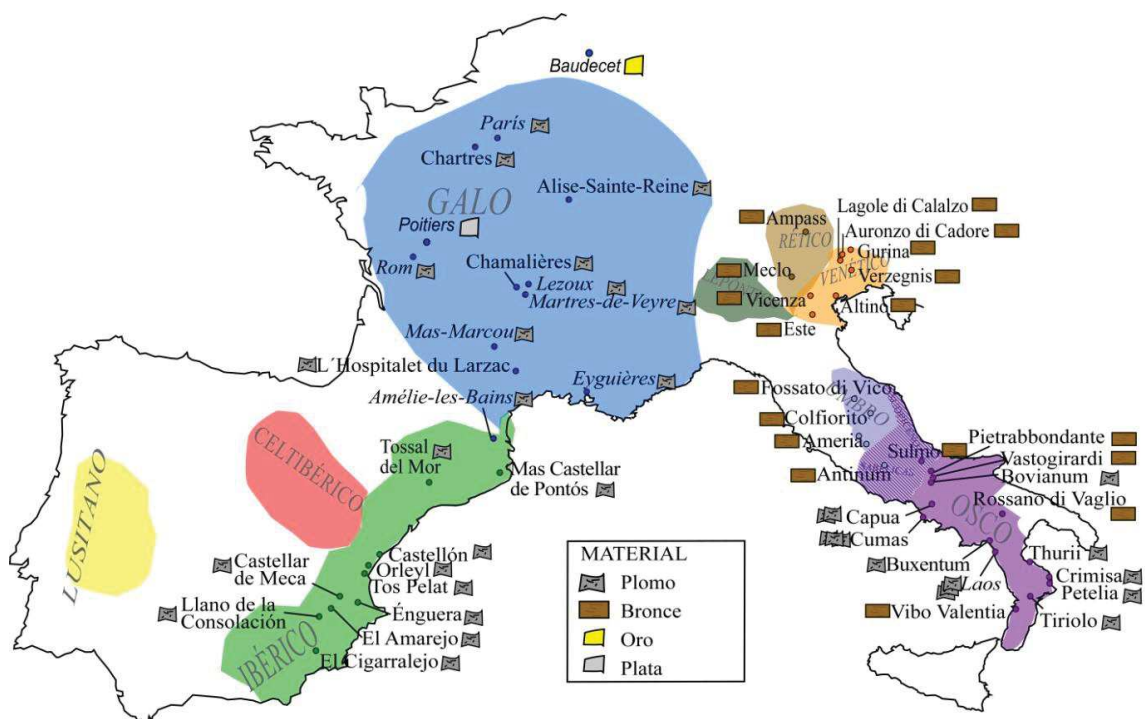 Baudecet
París
Chartres
GALO
Alise-Sainte-Reine
Poitiers
Rom
Chamalières
Lezoux
Martres-de-Veyre
Mas-Marcou
L´Hospitalet du Larzac
Amélie-les-Bains
Eyguières
Ampass
RÉTICO
Lagole di Calalzo
Auronzo di Cadore
Gurina
Meclo
VENÉTICO
Verzegnis
Vicenza
Altino
Este
Fossato di Vico
Colfiorito
Ameria
Antinum
Sulmo
Pietrabbondante
Vastogirardi
Bovianum
OSCO
Rossano di Vaglio
Capua
Cumas
Buxentum
Laos
Thurii
Crimisa
Petelia
Vibo Valentia
Tiriolo
LUSITANO
CELTIBÉRICO
Tossal
del Mor
Mas Castellar
de Pontós
Castellón
Orleyl
Tos Pelat
Castellar
de Meca
Llano de la
Consolación
Énguera
El Amarejo
El Cigarralejo
IBÉRICO
MATERIAL
Plomo
Bronce
Oro
Plata